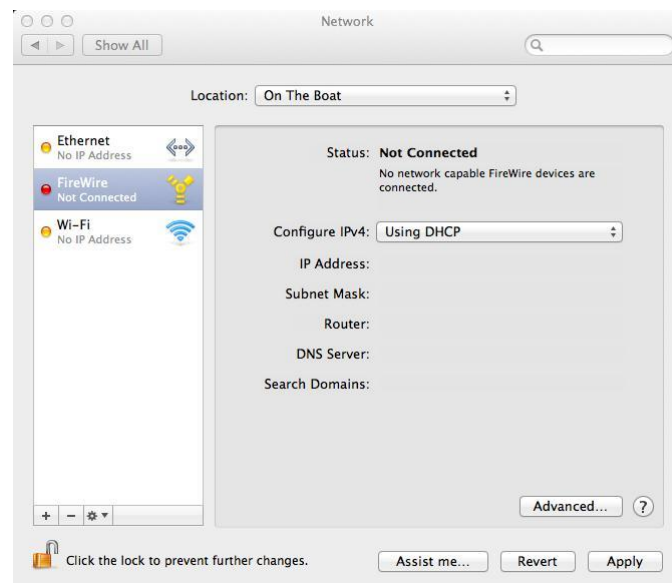 Network
Show All
Location: On The Boat
Ethernet
No IP Address
FireWire
Not Connected
Wi-Fi
No IP Address
Status: Not Connected
No network capable FireWire devices are
connected.
Configure IPv4: Using DHCP
IP Address:
Subnet Mask:
Router:
DNS Server:
Search Domains:
Advanced... ?
Click the lock to prevent further changes.
Assist me... Revert Apply